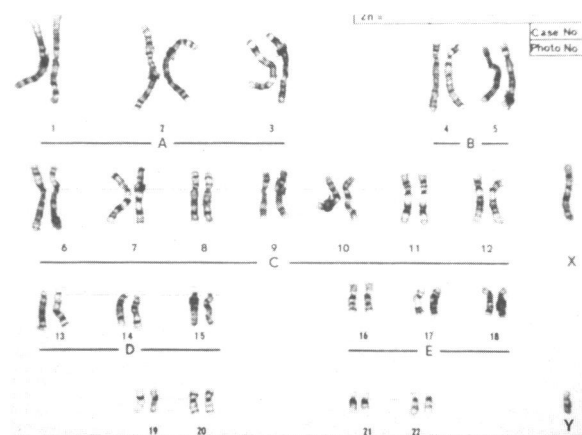 2n =
Case No
Photo No
1 2 3 4 5
A B
6 7 8 9 10 11 12 X
C
13 14 15 16 17 18
D E
19 20 21 22 Y